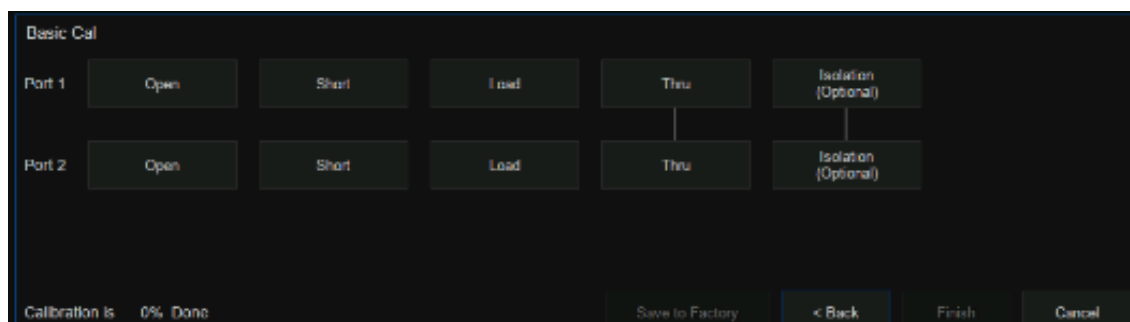 Basic Cal
Port 1 Open Short Load Thru Isolation
(Optional)
Port 2 Open Short Load Thru Isolation
(Optional)
Calibration is 0% Done Save to Factory < Back Finish Cancel